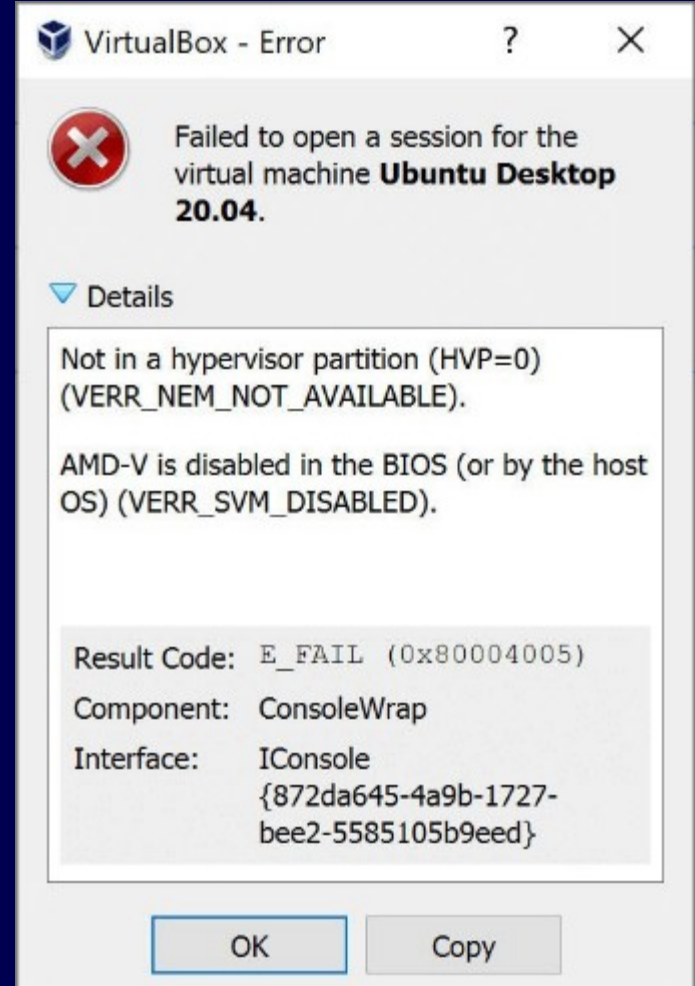 VirtualBox - Error ?
Failed to open a session for the
virtual machine Ubuntu Desktop
20.04.
Details
Not in a hypervisor partition (HVP=0)
(VERR_NEM_NOT_AVAILABLE).
AMD-V is disabled in the BIOS (or by the host
OS) (VERR_SVM_DISABLED).
Result Code: E_FAIL (0x80004005)
Component: ConsoleWrap
Interface: IConsole
{872da645-4a9b-1727-
bee2-5585105b9eed}
OK Copy